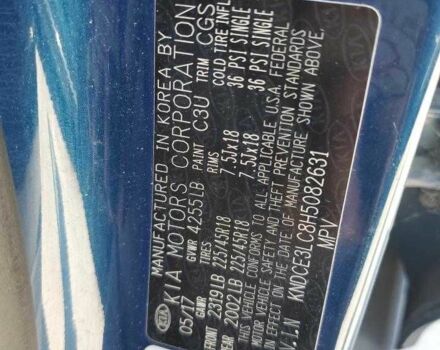 MANUFACTURED IN KOREA BY
KIA MOTORS CORPORATION
05/17 GVWR 4255LB PAINT C3U TRIM CGS
GAWR TIRES RIMS COLD TIRE INFL
FRONT 2319LB 225/45R18 7.5JX18 36 PSI SINGLE
REAR 2002LB 225/45R18 7.5JX18 36 PSI SINGLE
THIS VEHICLE CONFORMS TO ALL APPLICABLE U.S.A. FEDERAL
MOTOR VEHICLE SAFETY AND THEFT PREVENTION STANDARDS
IN EFFECT ON THE DATE OF MANUFACTURE SHOWN ABOVE.
V.I.N KNDCE3LC8H5082631
MPV